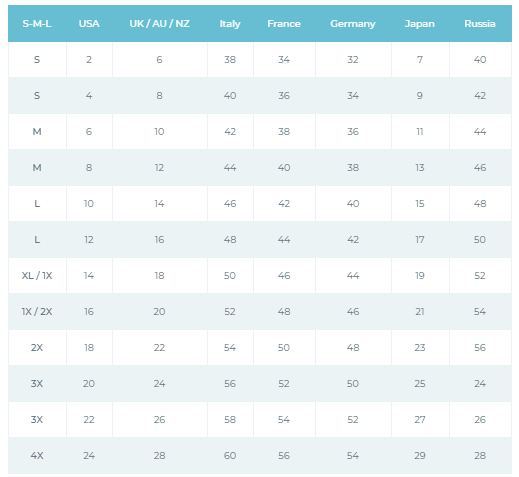 S-M-L USA UK / AU / NZ Italy France Germany Japan Russia
S 2 6 38 34 32 7 40
S 4 8 40 36 34 9 42
M 6 10 42 38 36 11 44
M 8 12 44 40 38 13 46
L 10 14 46 42 40 15 48
L 12 16 48 44 42 17 50
XL / 1X 14 18 50 46 44 19 52
1X / 2X 16 20 52 48 46 21 54
2X 18 22 54 50 48 23 56
3X 20 24 56 52 50 25 24
3X 22 26 58 54 52 27 26
4X 24 28 60 56 54 29 28